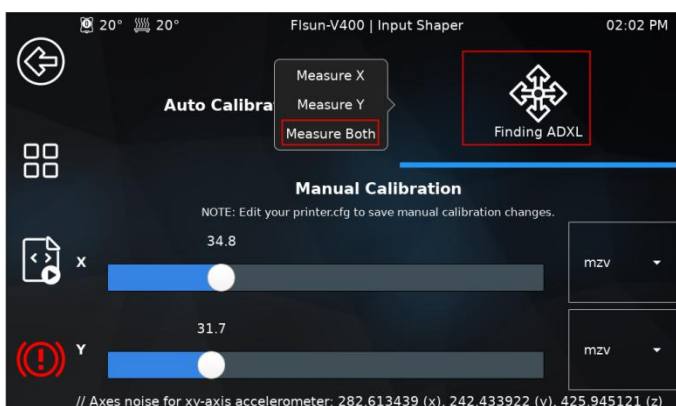 20° 20° Flsun-V400 | Input Shaper 02:02 PM
Measure X
Auto Calibra Measure Y
Measure Both Finding ADXL
Manual Calibration
NOTE: Edit your printer.cfg to save manual calibration changes.
34.8
X mzv
31.7
Y mzv
// Axes noise for xy-axis accelerometer: 282.613439 (x), 242.433922 (y), 425.945121 (z)